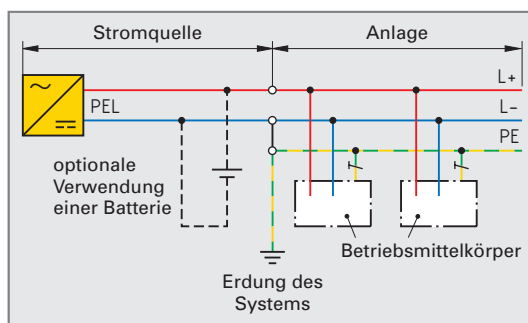 Stromquelle
Anlage
L+
PEL
L–
PE
optionale
Verwendung
einer Batterie
Betriebsmittelkörper
Erdung des
Systems